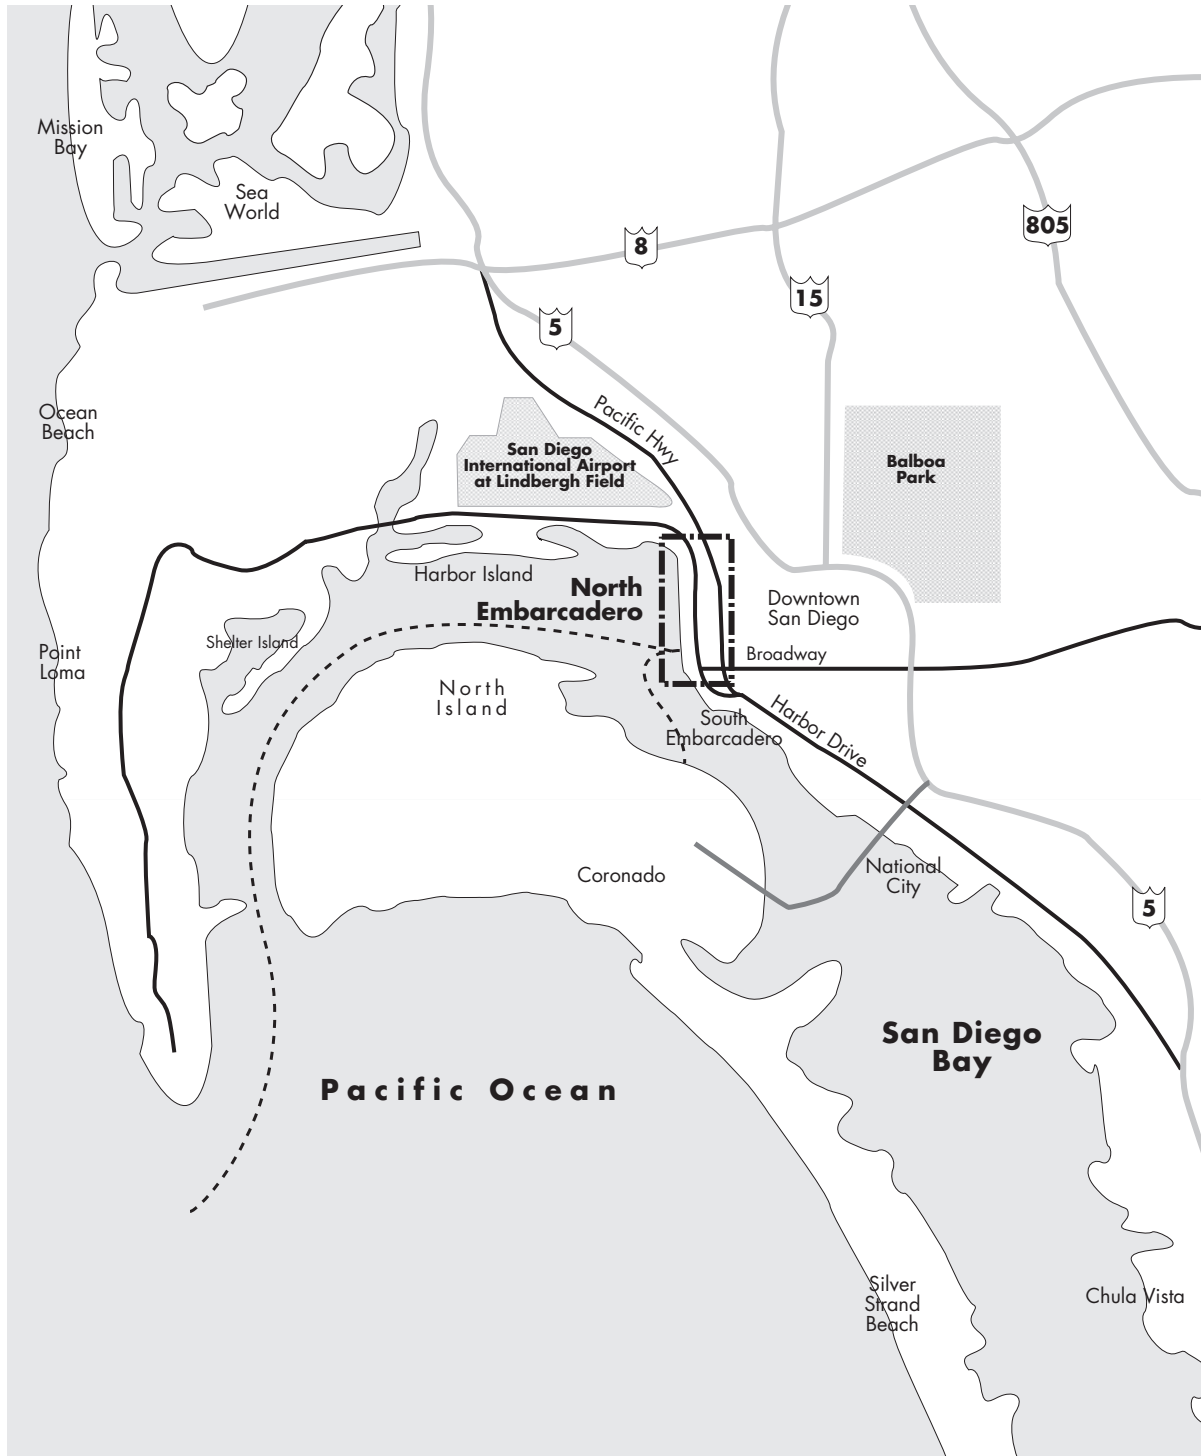 Mission
Bay
Sea
World
8
805
15
5
Ocean
Beach
Pacific Hwy
San Diego
International Airport
at Lindbergh Field
Balboa
Park
Harbor Island
North
Embarcadero
Downtown
San Diego
Shelter Island
Point
Loma
Broadway
North
Island
South
Embarcadero
Harbor Drive
Coronado
National
City
5
San Diego
Bay
Pacific Ocean
Silver
Strand
Beach
Chula Vista